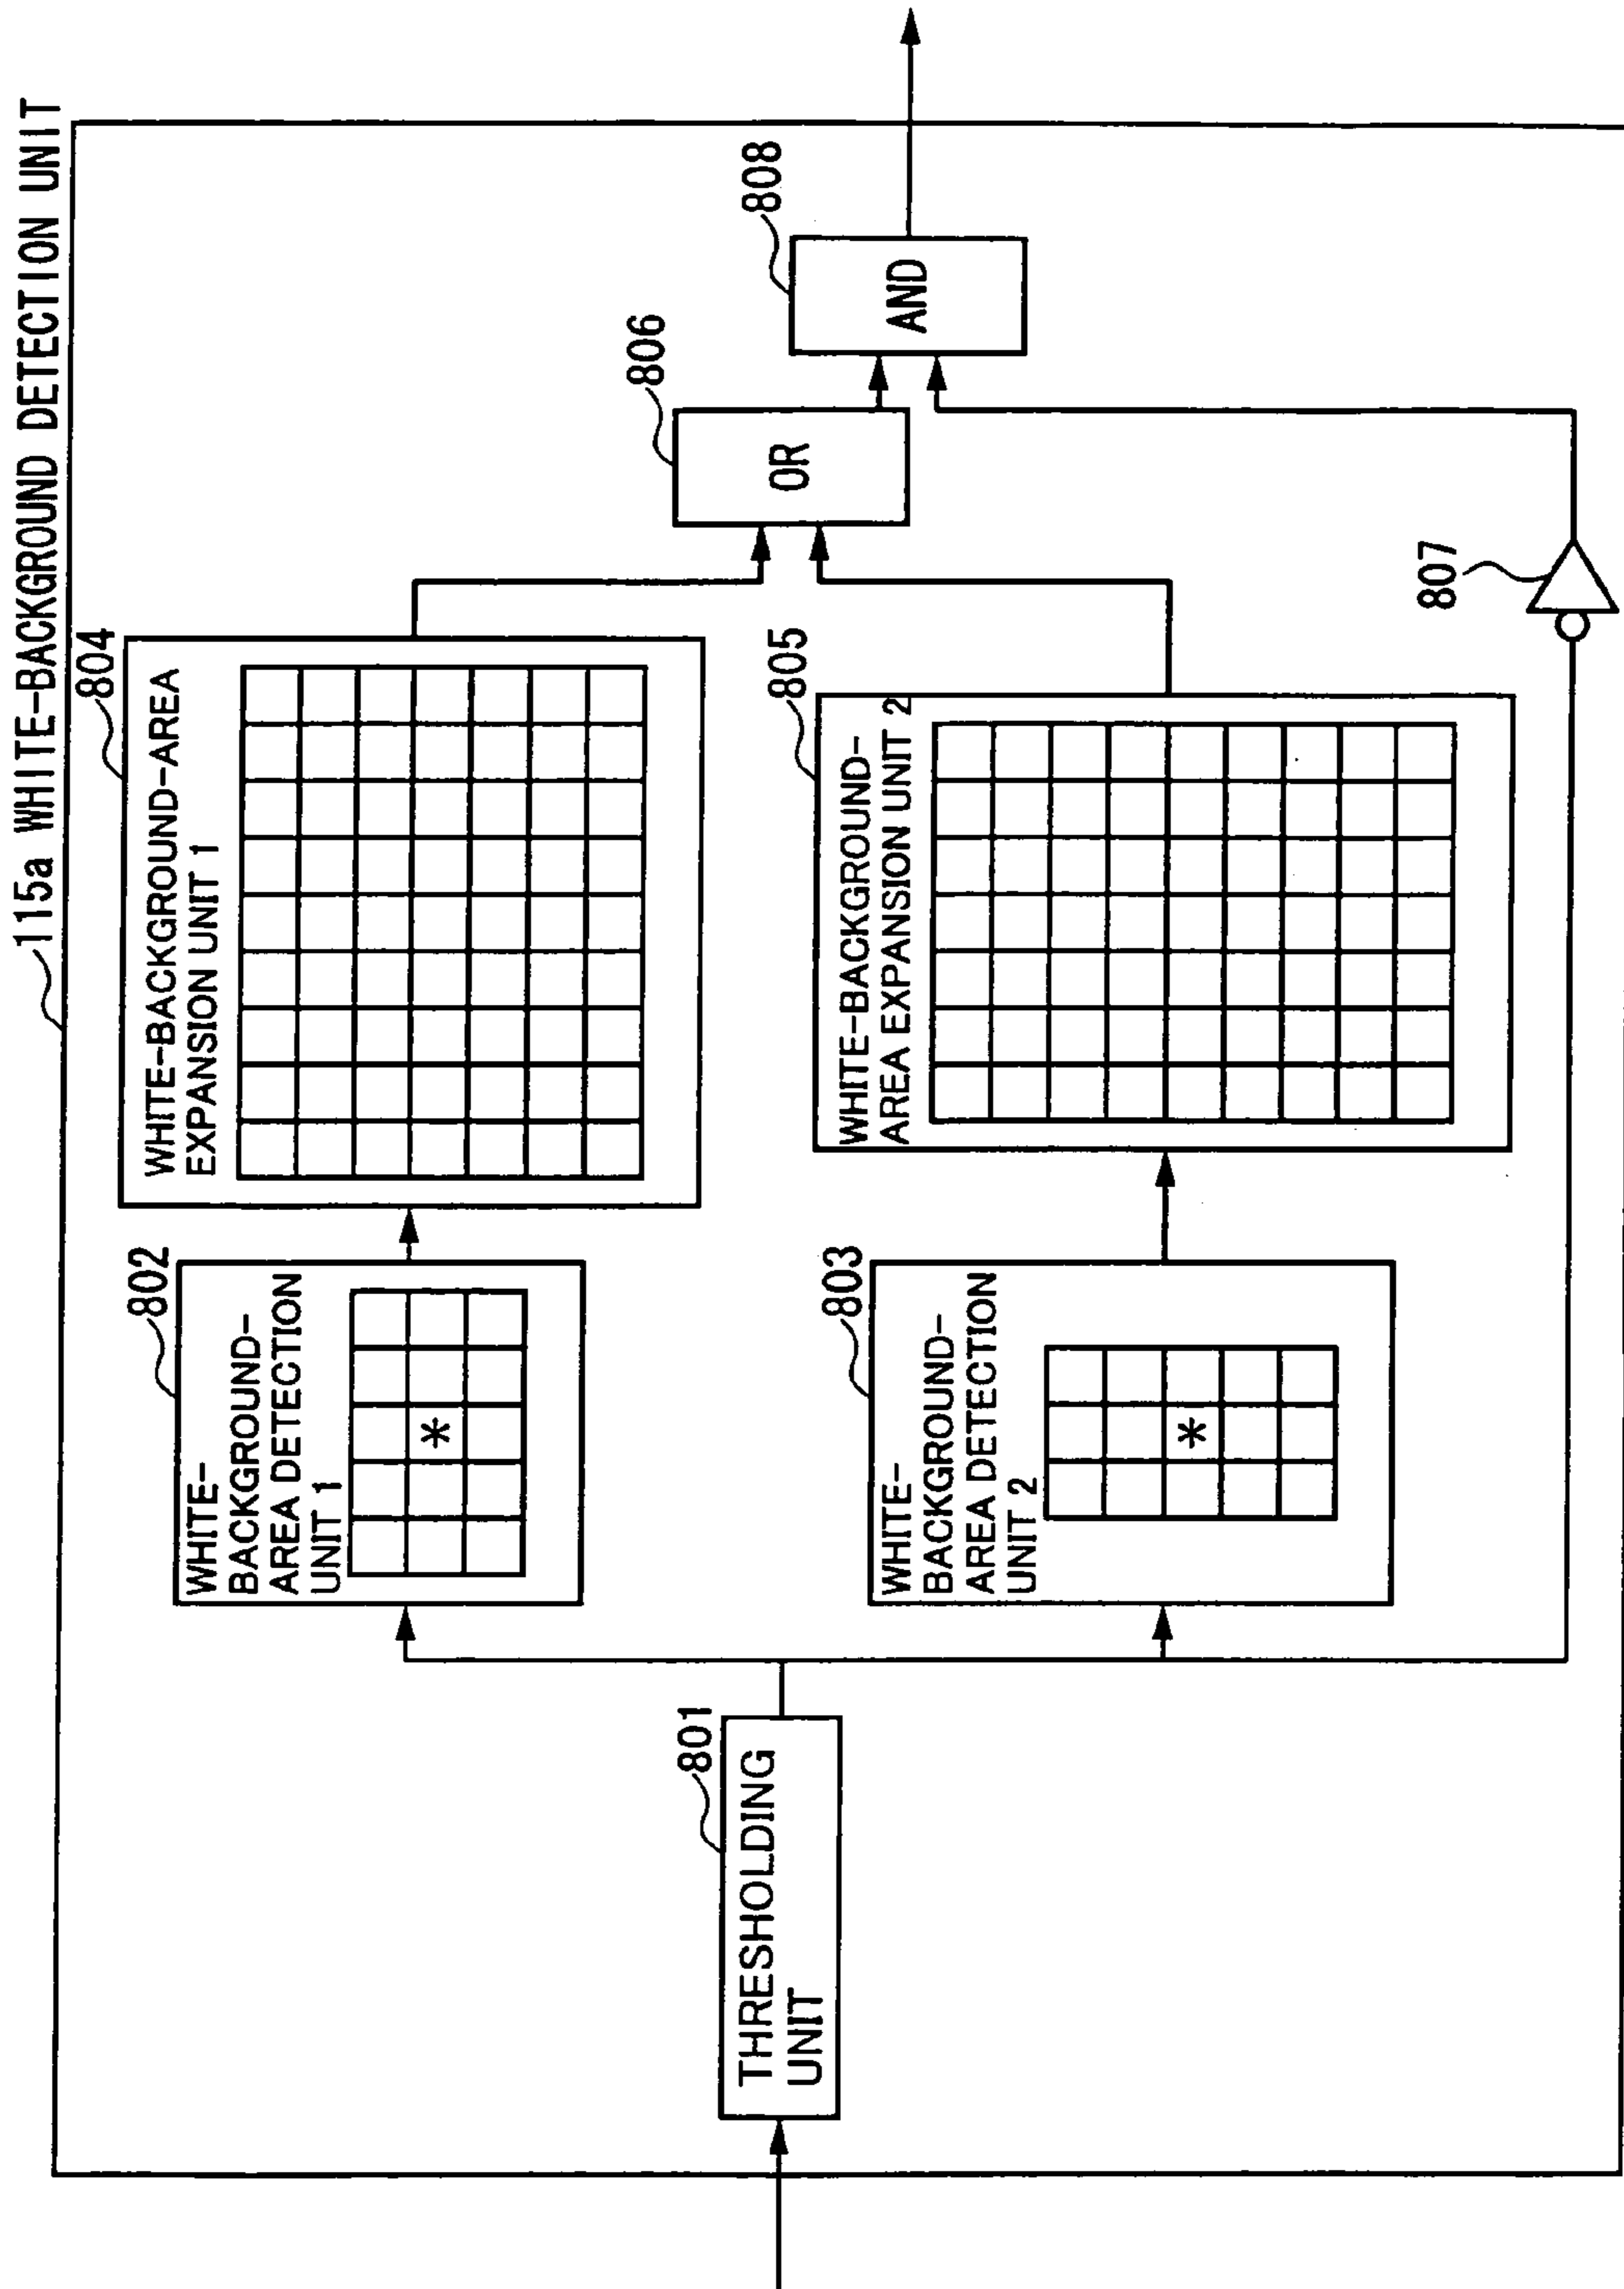 115a WHITE-BACKGROUND DETECTION UNIT
801
THRESHOLDING
UNIT
802
WHITE-
BACKGROUND-
AREA DETECTION
UNIT 1
*
804
WHITE-BACKGROUND-AREA
EXPANSION UNIT 1
803
WHITE-
BACKGROUND-
AREA DETECTION
UNIT 2
*
805
WHITE-BACKGROUND-
AREA EXPANSION UNIT 2
806
OR
807
808
AND